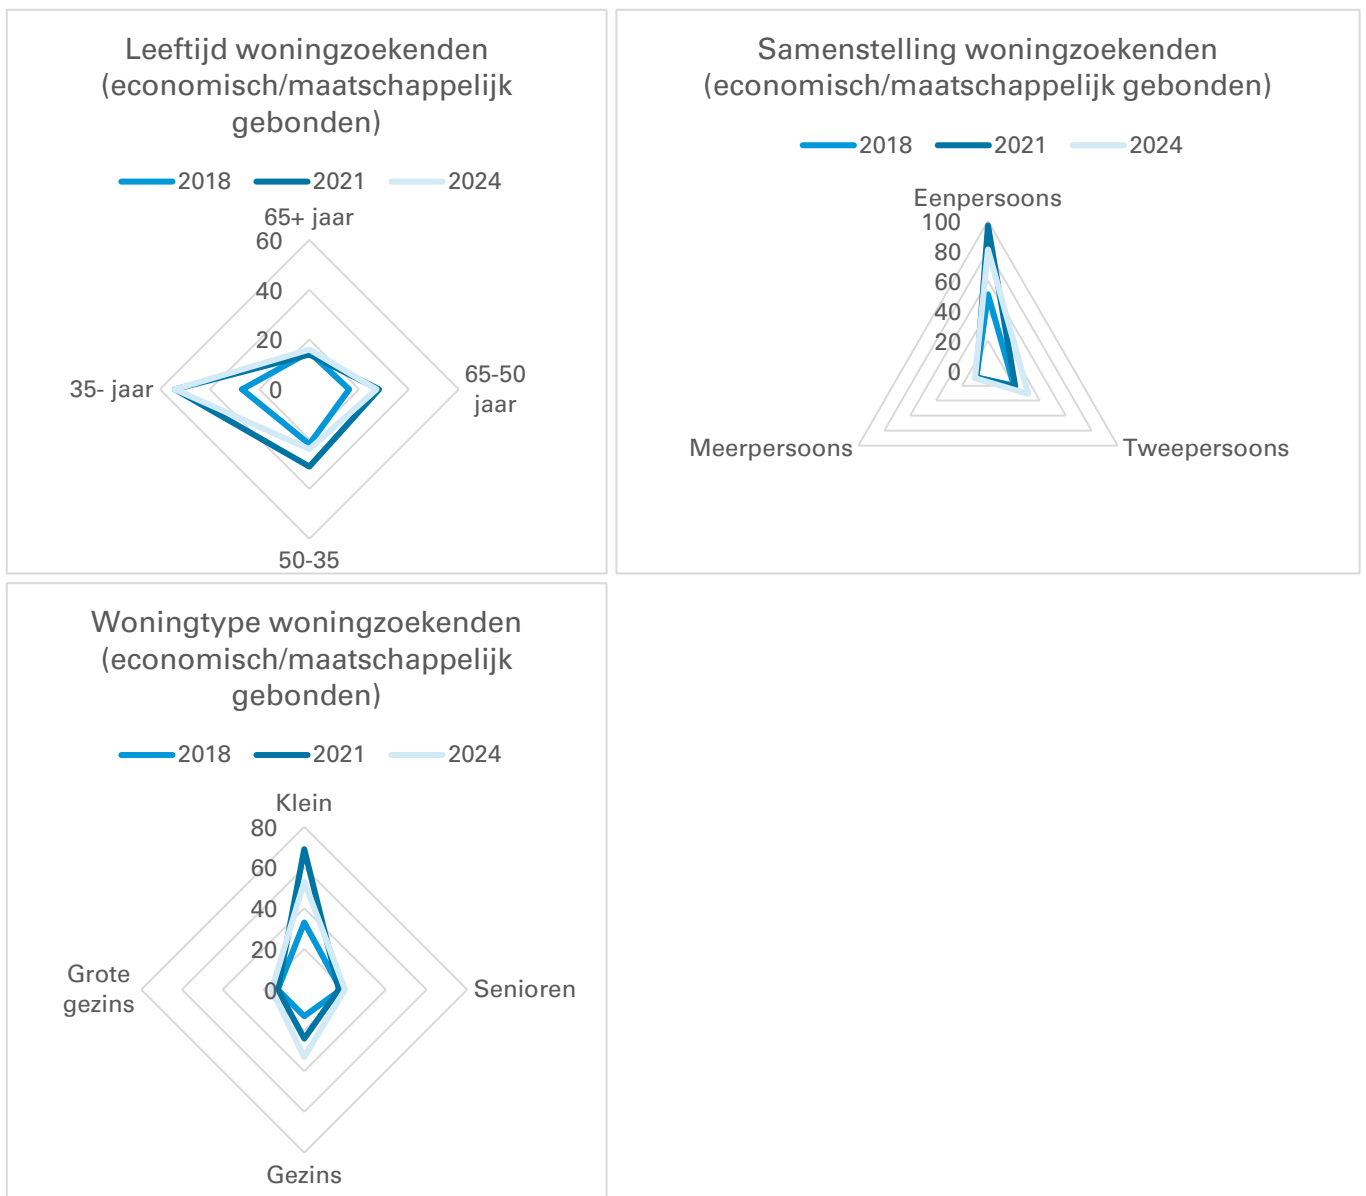 Leeftijd woningzoekenden
(economisch/maatschappelijk
gebonden)
2018 2021 2024
65+ jaar
60
40
20
0
35- jaar
65-50
jaar
50-35
Samenstelling woningzoekenden
(economisch/maatschappelijk gebonden)
2018 2021 2024
Eenpersoons
100
80
60
40
20
0
Meerpersoons
Tweepersoons
Woningtype woningzoekenden
(economisch/maatschappelijk
gebonden)
2018 2021 2024
Klein
80
60
40
20
0
Grote
gezins
Senioren
Gezins